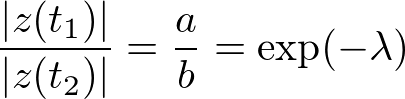 |z(t₁)| / |z(t₂)| = a / b = exp(−λ)